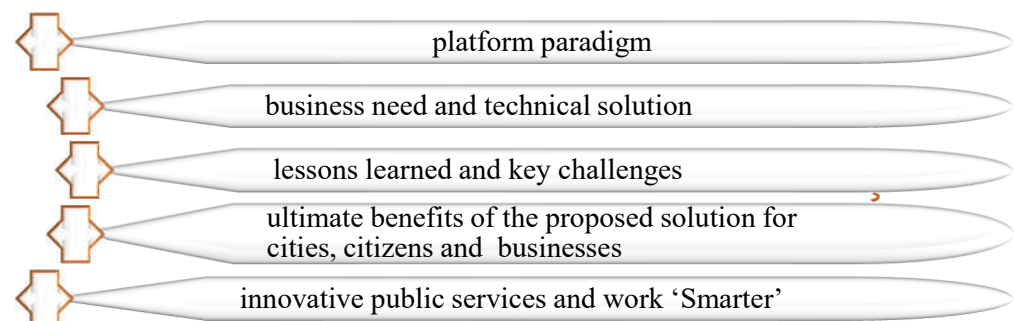 platform paradigm
business need and technical solution
lessons learned and key challenges
ultimate benefits of the proposed solution for
cities, citizens and businesses
innovative public services and work ‘Smarter’